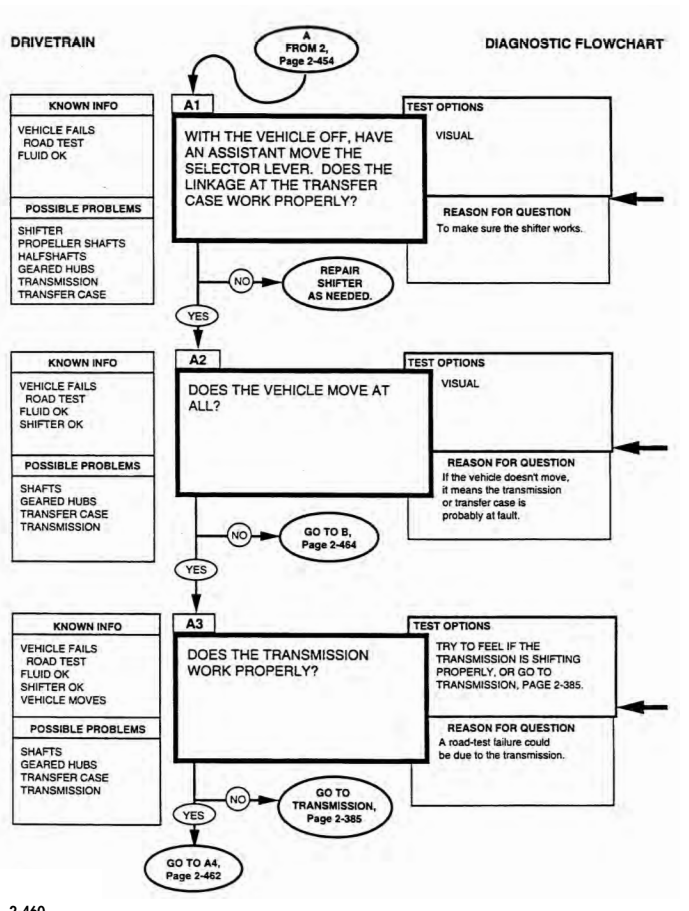 DRIVETRAIN
A
FROM 2,
Page 2-454
DIAGNOSTIC FLOWCHART
KNOWN INFO
VEHICLE FAILS
ROAD TEST
FLUID OK
POSSIBLE PROBLEMS
SHIFTER
PROPELLER SHAFTS
HALFSHAFTS
GEARED HUBS
TRANSMISSION
TRANSFER CASE
A1
WITH THE VEHICLE OFF, HAVE
AN ASSISTANT MOVE THE
SELECTOR LEVER. DOES THE
LINKAGE AT THE TRANSFER
CASE WORK PROPERLY?
TEST OPTIONS
VISUAL
REASON FOR QUESTION
To make sure the shifter works.
NO
REPAIR
SHIFTER
AS NEEDED.
YES
KNOWN INFO
VEHICLE FAILS
ROAD TEST
FLUID OK
SHIFTER OK
POSSIBLE PROBLEMS
SHAFTS
GEARED HUBS
TRANSFER CASE
TRANSMISSION
A2
DOES THE VEHICLE MOVE AT
ALL?
TEST OPTIONS
VISUAL
REASON FOR QUESTION
If the vehicle doesn't move,
it means the transmission
or transfer case is
probably at fault.
NO
GO TO B,
Page 2-464
YES
KNOWN INFO
VEHICLE FAILS
ROAD TEST
FLUID OK
SHIFTER OK
VEHICLE MOVES
POSSIBLE PROBLEMS
SHAFTS
GEARED HUBS
TRANSFER CASE
TRANSMISSION
A3
DOES THE TRANSMISSION
WORK PROPERLY?
TEST OPTIONS
TRY TO FEEL IF THE
TRANSMISSION IS SHIFTING
PROPERLY, OR GO TO
TRANSMISSION, PAGE 2-385.
REASON FOR QUESTION
A road-test failure could
be due to the transmission.
NO
GO TO
TRANSMISSION,
Page 2-385
YES
GO TO A4,
Page 2-462
2-460